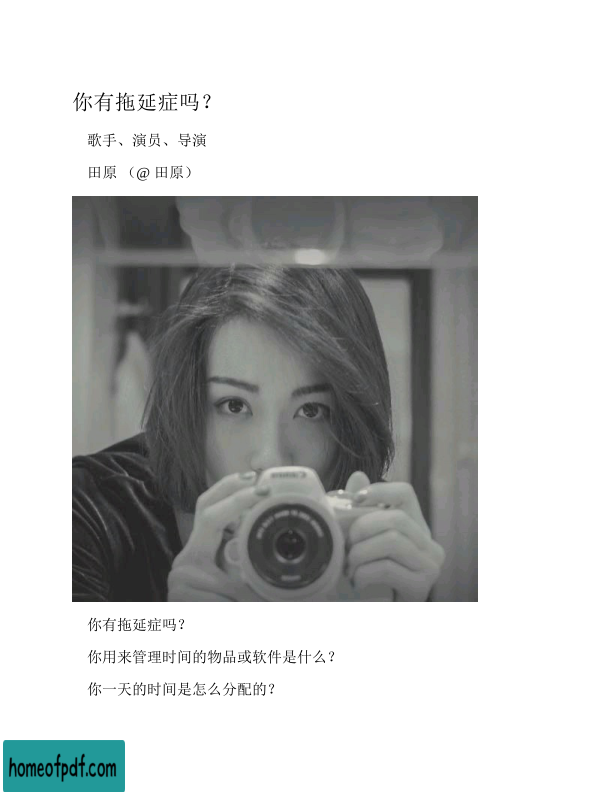 你有拖延症吗？
歌手、演员、导演
田原 （@ 田原）
Canon
你有拖延症吗？
你用来管理时间的物品或软件是什么？
你一天的时间是怎么分配的？
homeofpdf.com